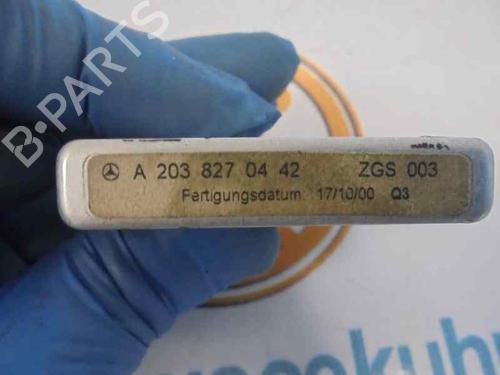 B-PARTS
A 203 827 04 42 ZGS 003
Fertigungsdatum: 17/10/00 Q3